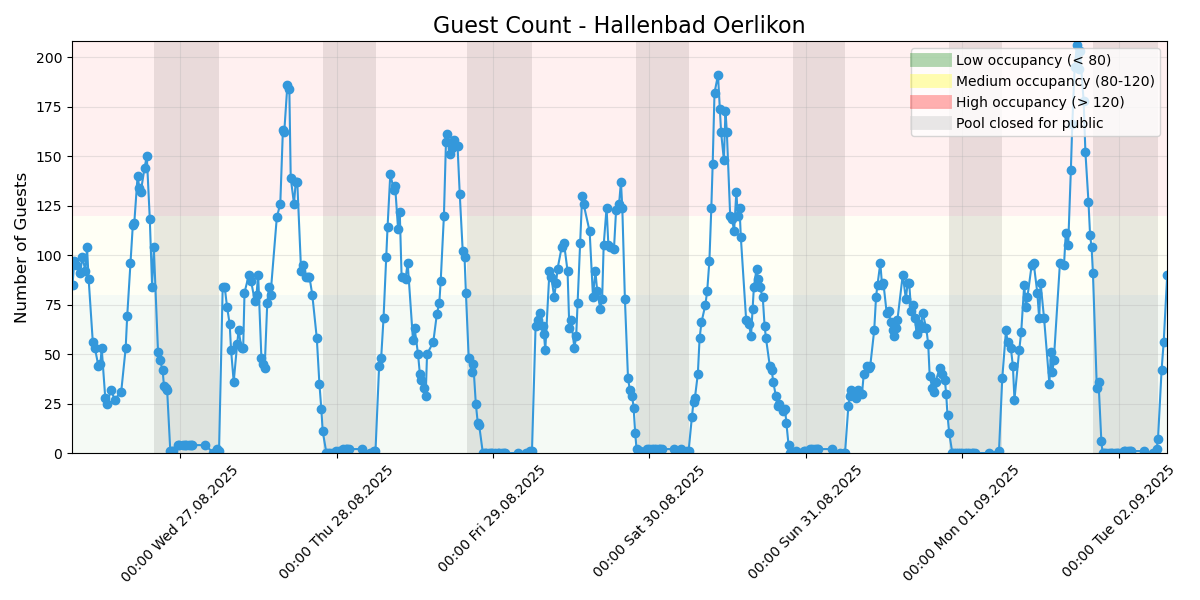 Guest Count - Hallenbad Oerlikon
Number of Guests
200
175
150
125
100
75
50
25
0
Low occupancy (< 80)
Medium occupancy (80-120)
High occupancy (> 120)
Pool closed for public
00:00 Wed 27.08.2025
00:00 Thu 28.08.2025
00:00 Fri 29.08.2025
00:00 Sat 30.08.2025
00:00 Sun 31.08.2025
00:00 Mon 01.09.2025
00:00 Tue 02.09.2025